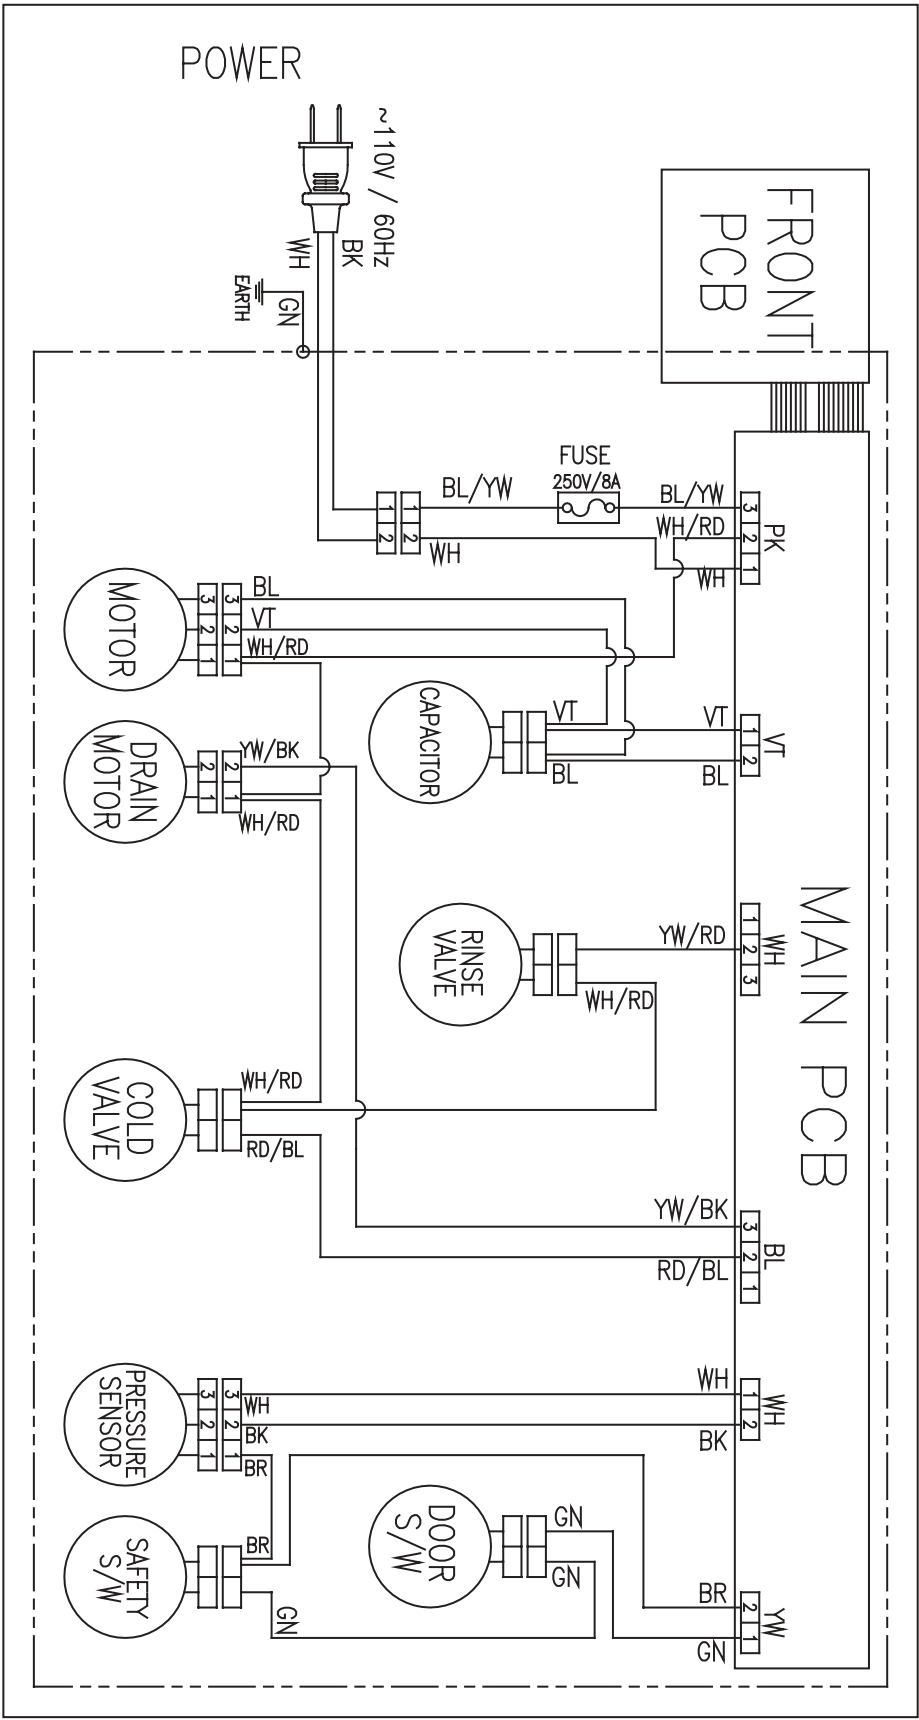 POWER
~110V / 60Hz
BK
WH
GN
EARTH
FRONT
PCB
FUSE
250V/8A
BL/YW
BL/YW
WH/RD
WH
WH
1
2
1
2
3
2
1
PK
MOTOR
3
2
1
3
2
1
BL
VT
WH/RD
CAPACITOR
VT
BL
VT
BL
1
2
VT
DRAIN
MOTOR
2
1
2
1
YW/BK
WH/RD
MAIN PCB
RINSE
VALVE
YW/RD
WH/RD
1
2
3
WH
COLD
VALVE
WH/RD
RD/BL
YW/BK
RD/BL
3
2
1
BL
PRESSURE
SENSOR
3
2
1
3
2
1
WH
BK
BR
WH
BK
1
2
WH
SAFETY
S/W
BR
GN
DOOR
S/W
GN
GN
BR
GN
2
1
YW